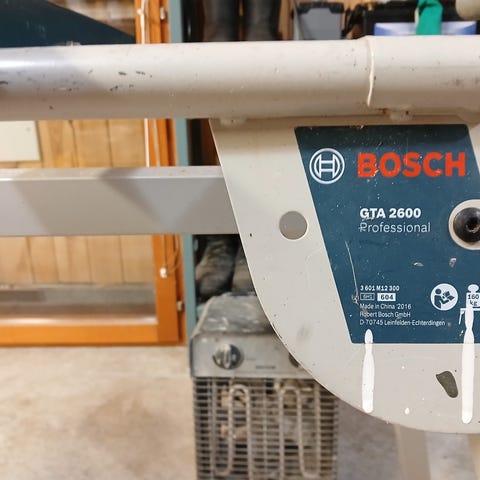 BOSCH
GTA 2600
Professional
3 601 M12 300
604
Made in China 2016
Robert Bosch GmbH
D-70745 Leinfelden-Echterdingen
160
kg